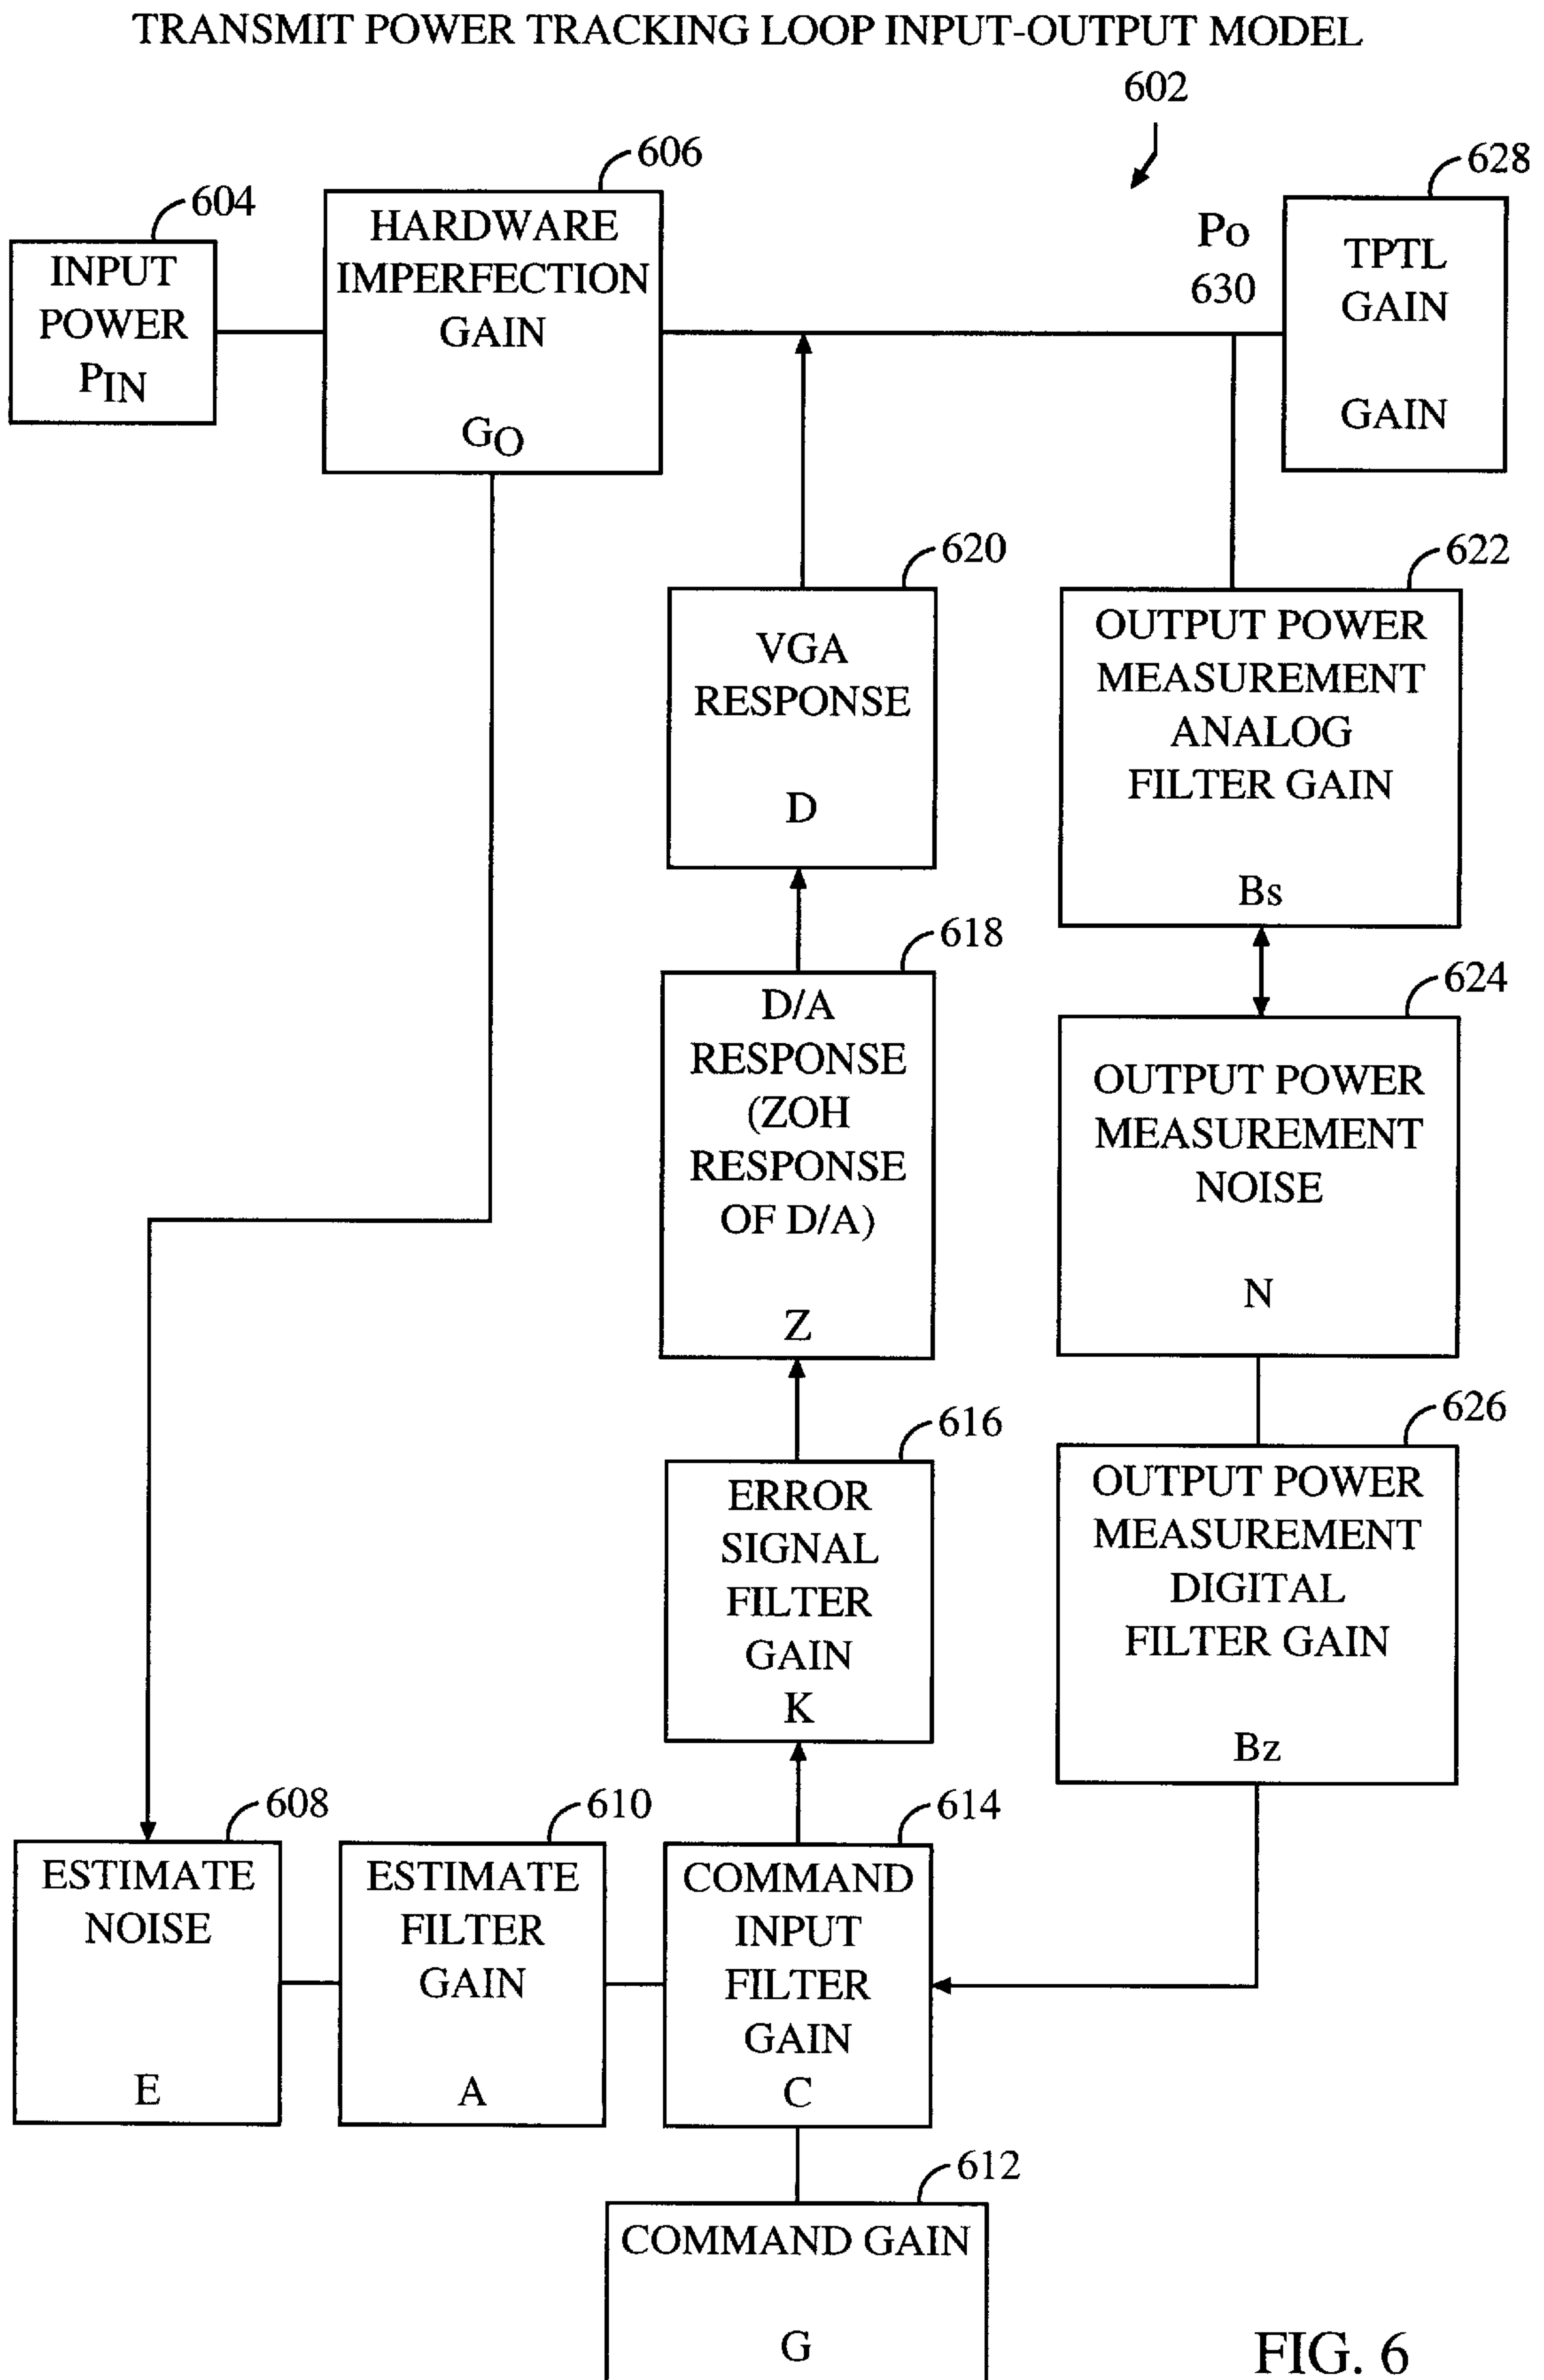 TRANSMIT POWER TRACKING LOOP INPUT-OUTPUT MODEL
602
604
INPUT
POWER
PIN
606
HARDWARE
IMPERFECTION
GAIN
GO
Po
630
628
TPTL
GAIN
GAIN
620
VGA
RESPONSE
D
622
OUTPUT POWER
MEASUREMENT
ANALOG
FILTER GAIN
Bs
618
D/A
RESPONSE
(ZOH
RESPONSE
OF D/A)
Z
624
OUTPUT POWER
MEASUREMENT
NOISE
N
616
ERROR
SIGNAL
FILTER
GAIN
K
626
OUTPUT POWER
MEASUREMENT
DIGITAL
FILTER GAIN
Bz
608
ESTIMATE
NOISE
E
610
ESTIMATE
FILTER
GAIN
A
614
COMMAND
INPUT
FILTER
GAIN
C
612
COMMAND GAIN
G
FIG. 6